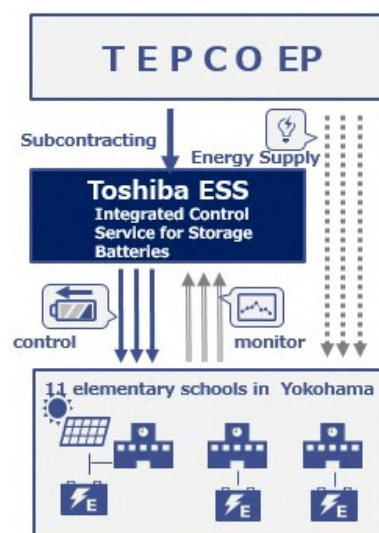 TEPCO EP
Subcontracting
Energy Supply
Toshiba ESS
Integrated Control
Service for Storage
Batteries
control
monitor
11 elementary schools in Yokohama
E
E
E